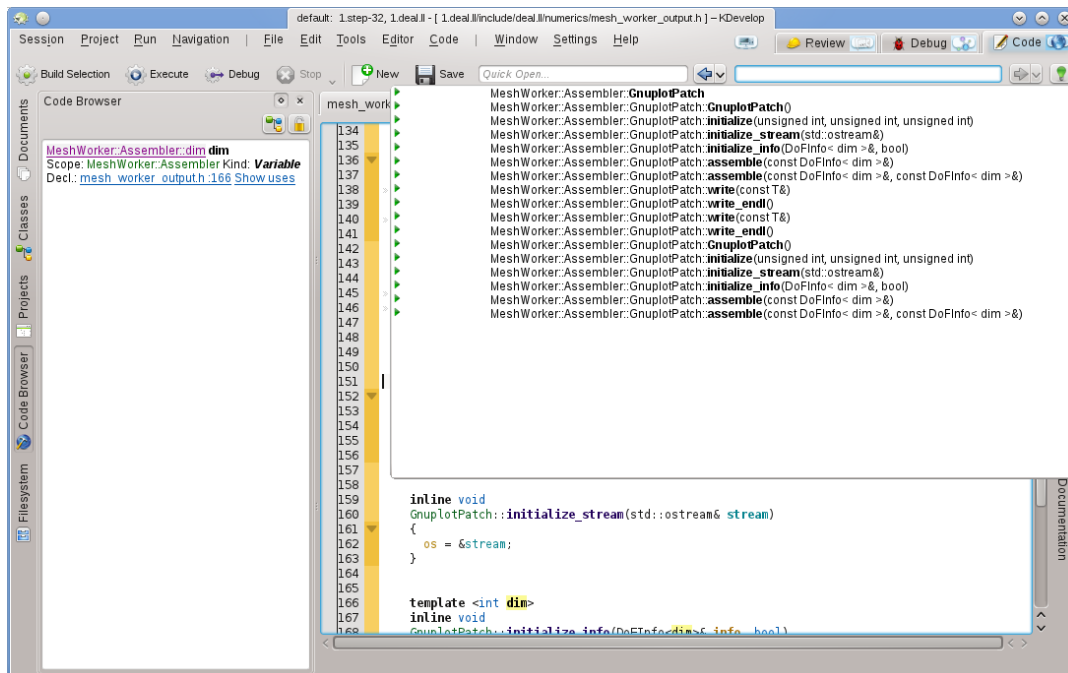 default:  1.step-32, 1.deal.II - [ 1.deal.II/include/deal.II/numerics/mesh_worker_output.h ] – KDevelop
Session Project Run Navigation | File Edit Tools Editor Code | Window Settings Help Review Debug Code
Build Selection Execute Debug Stop New Save Quick Open...
Documents
Classes
Projects
Code Browser
Filesystem
Code Browser
MeshWorker::Assembler::dim dim
Scope: MeshWorker::Assembler Kind: Variable
Decl.: mesh_worker_output.h :166 Show uses
mesh_work
MeshWorker::Assembler::GnuplotPatch
MeshWorker::Assembler::GnuplotPatch::GnuplotPatch()
MeshWorker::Assembler::GnuplotPatch::initialize(unsigned int, unsigned int, unsigned int)
MeshWorker::Assembler::GnuplotPatch::initialize_stream(std::ostream&)
MeshWorker::Assembler::GnuplotPatch::initialize_info(DoFInfo< dim >&, bool)
MeshWorker::Assembler::GnuplotPatch::assemble(const DoFInfo< dim >&)
MeshWorker::Assembler::GnuplotPatch::assemble(const DoFInfo< dim >&, const DoFInfo< dim >&)
MeshWorker::Assembler::GnuplotPatch::write(const T&)
MeshWorker::Assembler::GnuplotPatch::write_endl()
MeshWorker::Assembler::GnuplotPatch::write(const T&)
MeshWorker::Assembler::GnuplotPatch::write_endl()
MeshWorker::Assembler::GnuplotPatch::GnuplotPatch()
MeshWorker::Assembler::GnuplotPatch::initialize(unsigned int, unsigned int, unsigned int)
MeshWorker::Assembler::GnuplotPatch::initialize_stream(std::ostream&)
MeshWorker::Assembler::GnuplotPatch::initialize_info(DoFInfo< dim >&, bool)
MeshWorker::Assembler::GnuplotPatch::assemble(const DoFInfo< dim >&)
MeshWorker::Assembler::GnuplotPatch::assemble(const DoFInfo< dim >&, const DoFInfo< dim >&)
134
135
136
137
138
139
140
141
142
143
144
145
146
147
148
149
150
151
152
153
154
155
156
157
158
159 inline void
160 GnuplotPatch::initialize_stream(std::ostream& stream)
161 {
162 os = &stream;
163 }
164
165
166 template <int dim>
167 inline void
168 GnuplotPatch::initialize_info(DoFInfo<dim>& info, bool)
Documentation